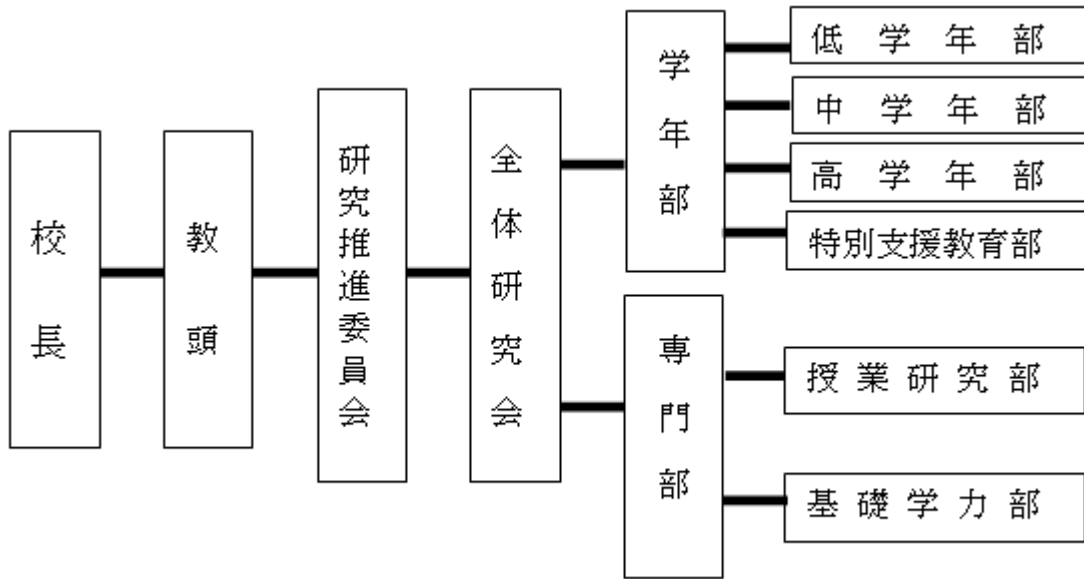 校長
教頭
研究推進委員会
全体研究会
学年部
低学年部
中学年部
高学年部
特別支援教育部
専門部
授業研究部
基礎学力部